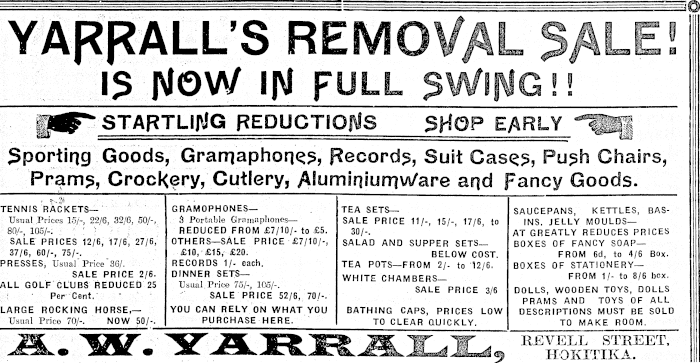 YARRALL'S REMOVAL SALE!
IS NOW IN FULL SWING!!
STARTLING REDUCTIONS SHOP EARLY
Sporting Goods, Gramaphones, Records, Suit Cases, Push Chairs,
Prams, Crockery, Cutlery, Aluminiumware and Fancy Goods.
TENNIS RACKETS—
Usual Prices 15/-, 22/6, 32/6, 50/-,
80/-, 105/-.
SALE PRICES 12/6, 17/6, 27/6,
37/6, 60/-, 75/-.
PRESSES, Usual Price 36/.
SALE PRICE 2/6.
ALL GOLF CLUBS REDUCED 25
Per Cent.
LARGE ROCKING HORSE,—
Usual Price 70/-. NOW 50/-.
GRAMOPHONES—
3 Portable Gramaphones—
REDUCED FROM £7/10/- to £5.
OTHERS—SALE PRICE £7/10/-,
£10, £15, £20.
RECORDS 1/- each.
DINNER SETS—
Usual Price 75/-, 105/-.
SALE PRICE 52/6, 70/-.
YOU CAN RELY ON WHAT YOU
PURCHASE HERE.
TEA SETS—
SALE PRICE 11/-, 15/-, 17/6, to
30/-.
SALAD AND SUPPER SETS—
BELOW COST.
TEA POTS—FROM 2/- to 12/6.
WHITE CHAMBERS—
SALE PRICE 3/6
BATHING CAPS, PRICES LOW
TO CLEAR QUICKLY.
SAUCEPANS, KETTLES, BAS-
INS, JELLY MOULDS—
AT GREATLY REDUCES PRICES
BOXES OF FANCY SOAP—
FROM 6d, to 4/6 Box.
BOXES OF STATIONERY—
FROM 1/- to 8/6 box.
DOLLS, WOODEN TOYS, DOLLS
PRAMS AND TOYS OF ALL
DESCRIPTIONS MUST BE SOLD
TO MAKE ROOM.
A. W. YARRALL,
REVELL STREET,
HOKITIKA.